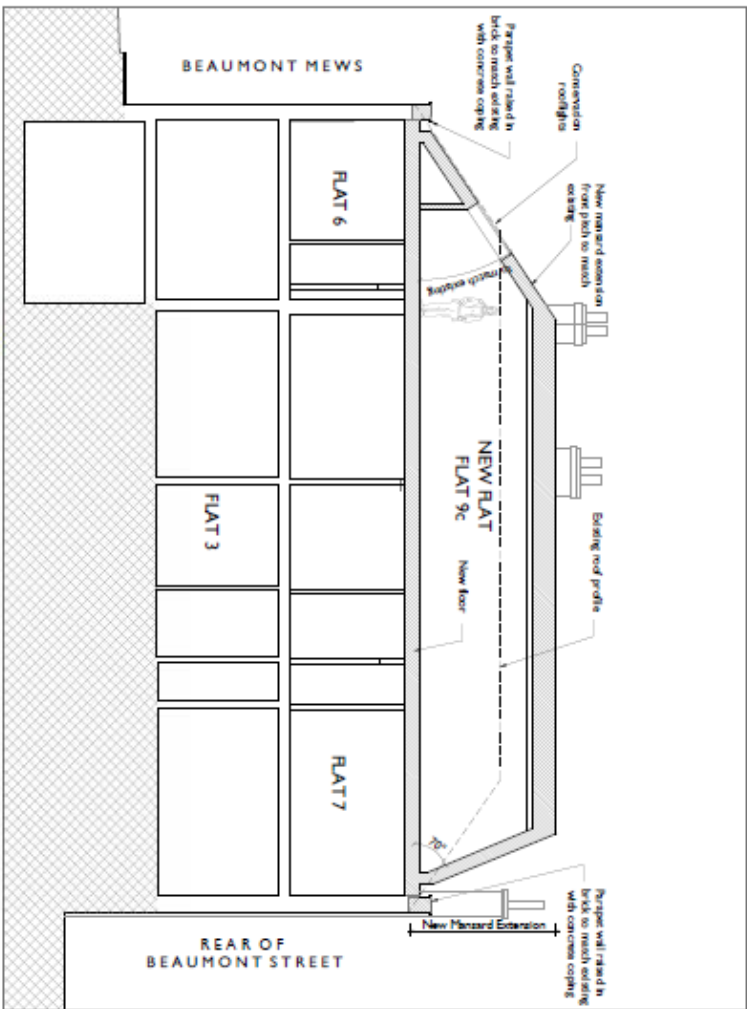 BEAUMONT MEWS
Parapet wall raised in
brick to match existing
with concrete coping
Conservation
rooflights
New mansard extension
front pitch to match
existing
to match existing
FLAT 6
NEW FLAT
FLAT 9c
FLAT 3
New floor
Existing roof profile
FLAT 7
70°
New Mansard Extension
Parapet wall raised in
brick to match existing
with concrete coping
REAR OF
BEAUMONT STREET